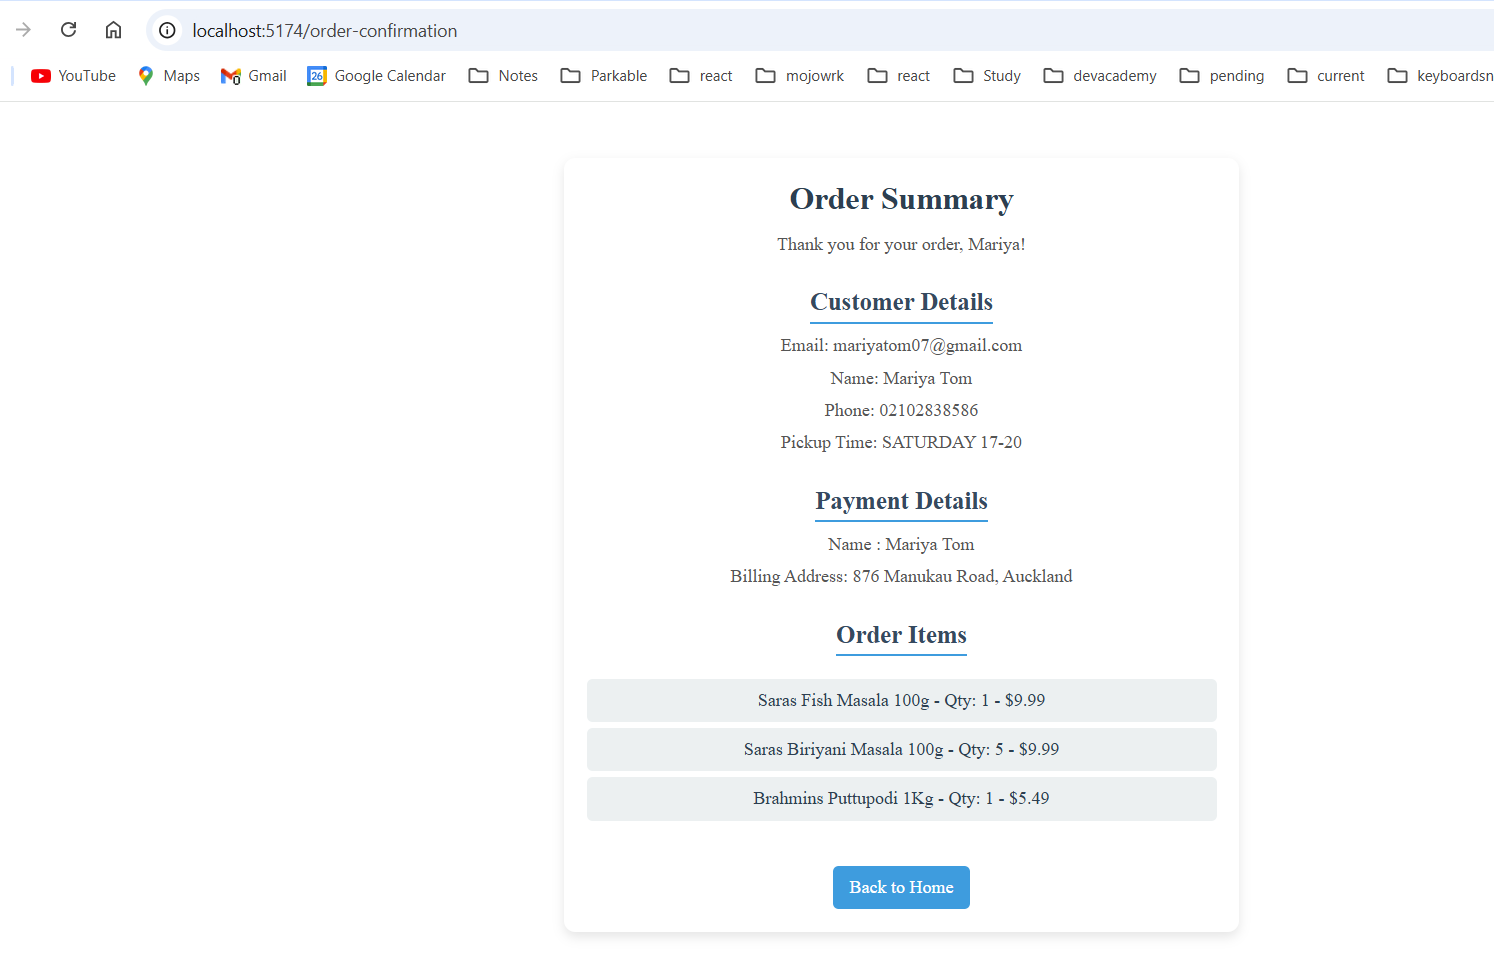 localhost:5174/order-confirmation
YouTube Maps Gmail 26 Google Calendar Notes Parkable react mojowrk react Study devacademy pending current keyboardsn
Order Summary
Thank you for your order, Mariya!
Customer Details
Email: mariyatom07@gmail.com
Name: Mariya Tom
Phone: 02102838586
Pickup Time: SATURDAY 17-20
Payment Details
Name : Mariya Tom
Billing Address: 876 Manukau Road, Auckland
Order Items
Saras Fish Masala 100g - Qty: 1 - $9.99
Saras Biriyani Masala 100g - Qty: 5 - $9.99
Brahmins Puttupodi 1Kg - Qty: 1 - $5.49
Back to Home